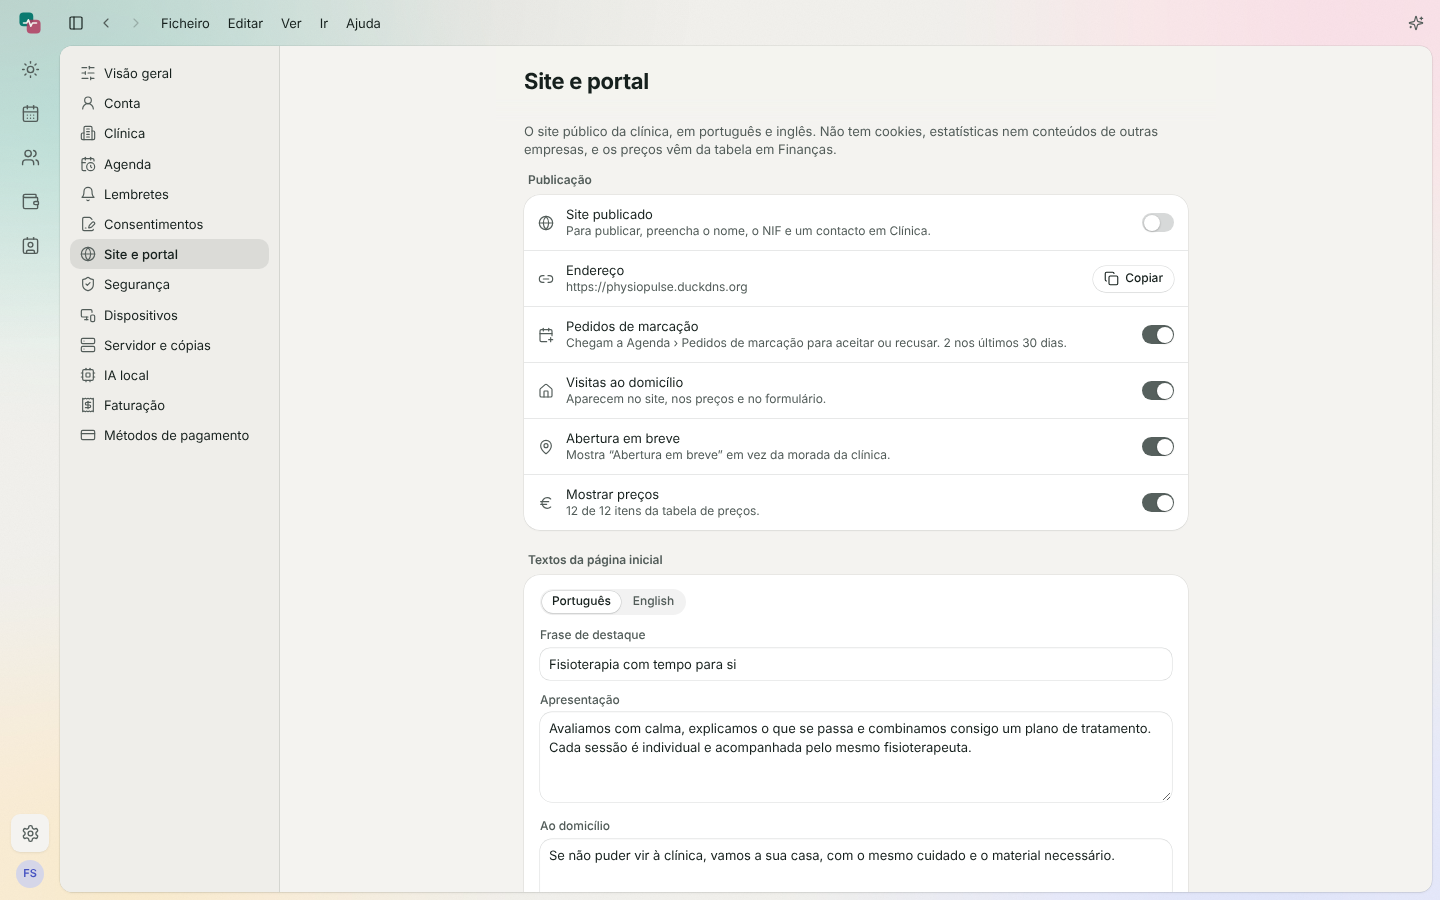 Ficheiro
Editar
Ver
Ir
Ajuda
Visão geral
Conta
Clínica
Agenda
Lembretes
Consentimentos
Site e portal
Segurança
Dispositivos
Servidor e cópias
IA local
Faturação
Métodos de pagamento
FS
Site e portal
O site público da clínica, em português e inglês. Não tem cookies, estatísticas nem conteúdos de outras
empresas, e os preços vêm da tabela em Finanças.
Publicação
Site publicado
Para publicar, preencha o nome, o NIF e um contacto em Clínica.
Endereço
https://physiopulse.duckdns.org
Copiar
Pedidos de marcação
Chegam a Agenda › Pedidos de marcação para aceitar ou recusar. 2 nos últimos 30 dias.
Visitas ao domicílio
Aparecem no site, nos preços e no formulário.
Abertura em breve
Mostra “Abertura em breve” em vez da morada da clínica.
Mostrar preços
12 de 12 itens da tabela de preços.
Textos da página inicial
Português
English
Frase de destaque
Fisioterapia com tempo para si
Apresentação
Avaliamos com calma, explicamos o que se passa e combinamos consigo um plano de tratamento.
Cada sessão é individual e acompanhada pelo mesmo fisioterapeuta.
Ao domicílio
Se não puder vir à clínica, vamos a sua casa, com o mesmo cuidado e o material necessário.